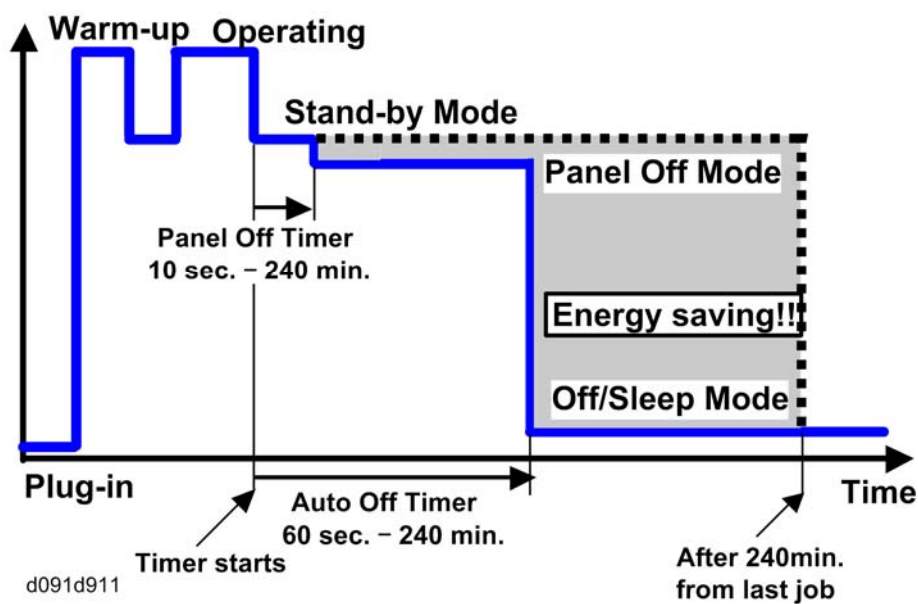 Warm-up Operating
Stand-by Mode
Panel Off Mode
Panel Off Timer
10 sec. – 240 min.
Energy saving!!
Off/Sleep Mode
Plug-in
Time
Auto Off Timer
60 sec. – 240 min.
Timer starts
After 240min.
from last job
d091d911